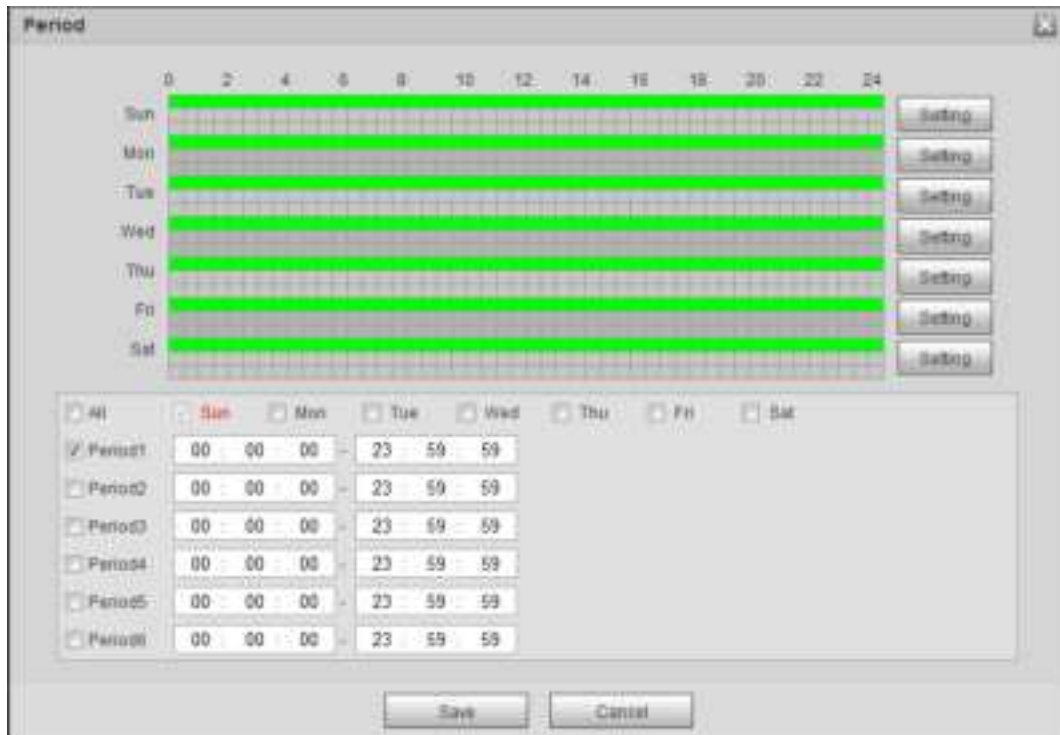 Period
0 2 4 6 8 10 12 14 16 18 20 22 24
Sun Setting
Mon Setting
Tue Setting
Wed Setting
Thu Setting
Fri Setting
Sat Setting
All Sun Mon Tue Wed Thu Fri Sat
Period1 00 : 00 : 00 - 23 : 59 : 59
Period2 00 : 00 : 00 - 23 : 59 : 59
Period3 00 : 00 : 00 - 23 : 59 : 59
Period4 00 : 00 : 00 - 23 : 59 : 59
Period5 00 : 00 : 00 - 23 : 59 : 59
Period6 00 : 00 : 00 - 23 : 59 : 59
Save Cancel